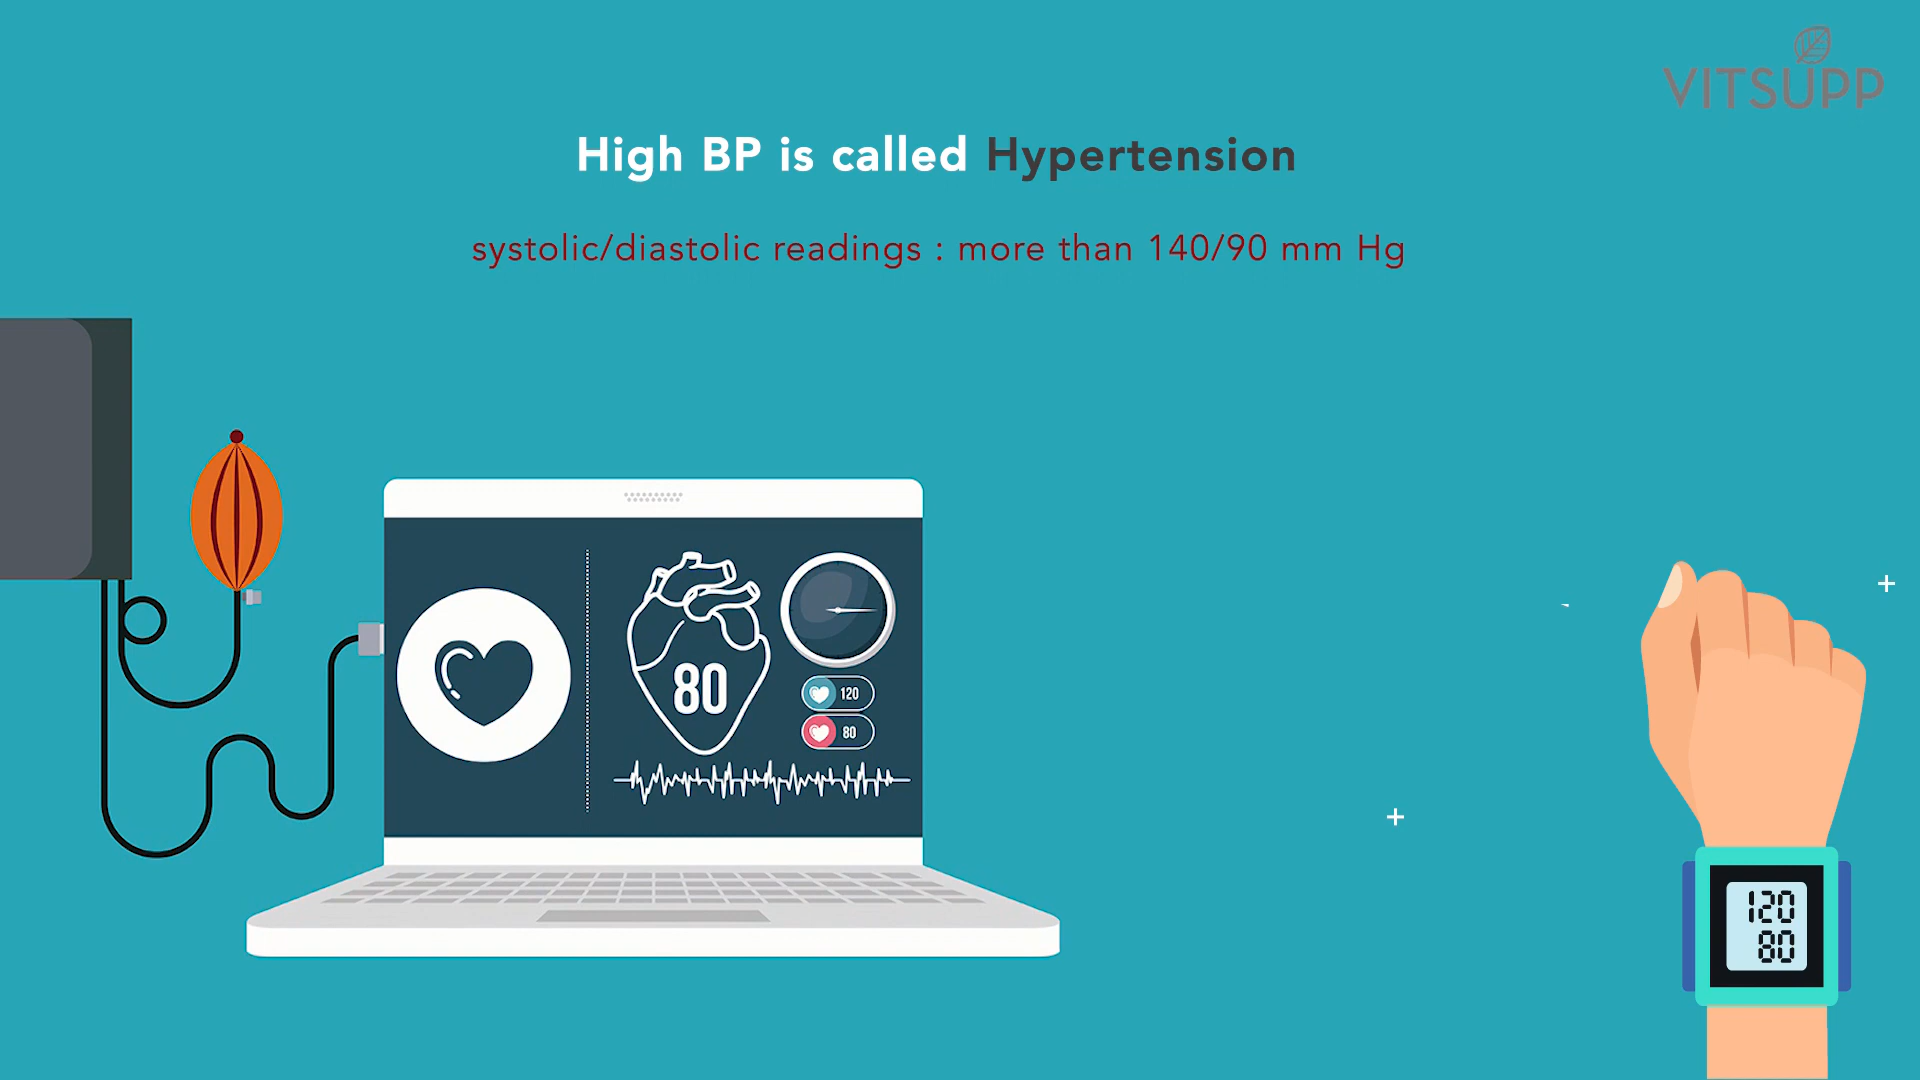 VITSUPP
High BP is called Hypertension
systolic/diastolic readings : more than 140/90 mm Hg
80
120
80
120
80